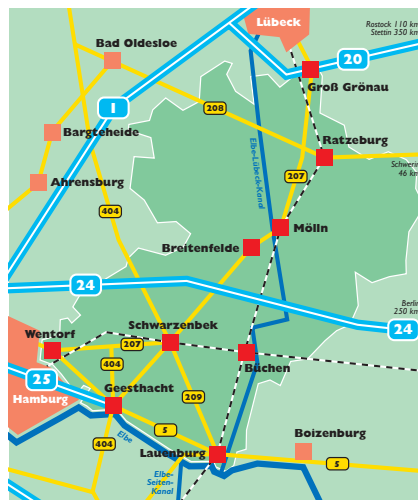 Lübeck
Rostock 110 km
Stettin 350 km
Bad Oldesloe
20
Groß Grönau
1
208
Bargteheide
Ratzeburg
Elbe-Lübeck-Kanal
Schwerin
46 km
207
Ahrensburg
404
Mölln
Breitenfelde
24
Berlin
250 km
Schwarzenbek
24
Wentorf
207
404
Büchen
25
Geesthacht
Hamburg
209
5
Elbe
404
Boizenburg
Lauenburg
5
Elbe-
Seiten-
Kanal